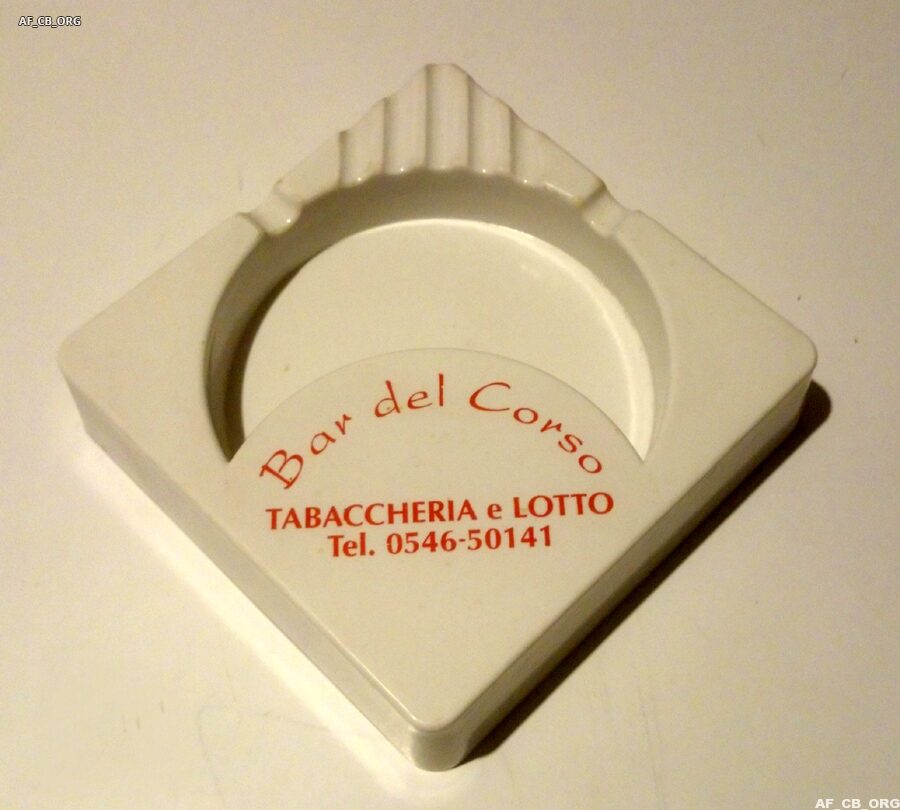 AF_CB_ORG
Bar del Corso
TABACCHERIA e LOTTO
Tel. 0546-50141
AF_CB_ORG